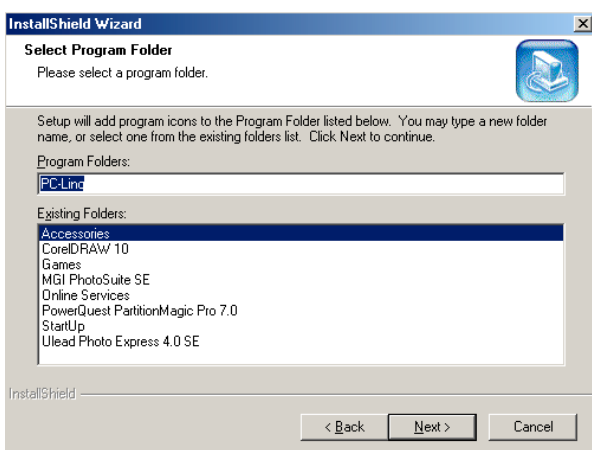 InstallShield Wizard
Select Program Folder
Please select a program folder.
Setup will add program icons to the Program Folder listed below. You may type a new folder
name, or select one from the existing folders list. Click Next to continue.
Program Folders:
PC-Linq
Existing Folders:
Accessories
CorelDRAW 10
Games
MGI PhotoSuite SE
Online Services
PowerQuest PartitionMagic Pro 7.0
StartUp
Ulead Photo Express 4.0 SE
InstallShield
< Back Next > Cancel